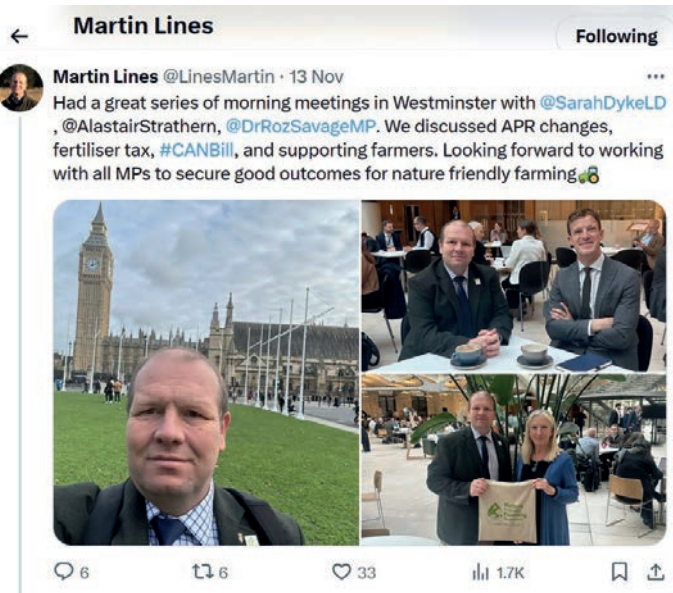 Martin Lines
Following
Martin Lines @LinesMartin · 13 Nov
Had a great series of morning meetings in Westminster with @SarahDykeLD
, @AlastairStrathern, @DrRozSavageMP. We discussed APR changes,
fertiliser tax, #CANBill, and supporting farmers. Looking forward to working
with all MPs to secure good outcomes for nature friendly farming
6
6
33
1.7K